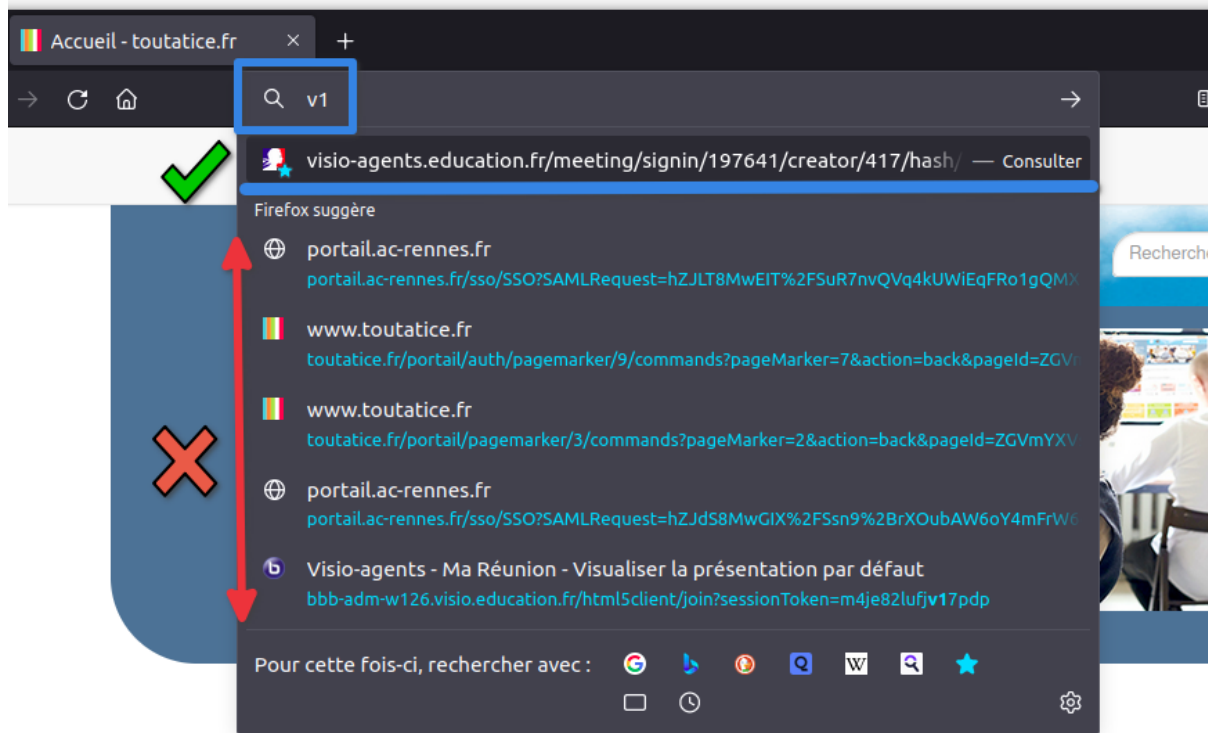 Accueil - toutatice.fr
v1
visio-agents.education.fr/meeting/signin/197641/creator/417/hash/ — Consulter
Firefox suggère
Recherche
portail.ac-rennes.fr
portail.ac-rennes.fr/sso/SSO?SAMLRequest=hZJLT8MwEIT%2FSuR7nvQVq4kUWiEqFRo1gQMX
www.toutatice.fr
toutatice.fr/portail/auth/pagemarker/9/commands?pageMarker=7&action=back&pageId=ZGVm
www.toutatice.fr
toutatice.fr/portail/pagemarker/3/commands?pageMarker=2&action=back&pageId=ZGVmYXV
portail.ac-rennes.fr
portail.ac-rennes.fr/sso/SSO?SAMLRequest=hZJdS8MwGIX%2FSsn9%2BrXOubAW6oY4mFrW6
Visio-agents - Ma Réunion - Visualiser la présentation par défaut
bbb-adm-w126.visio.education.fr/html5client/join?sessionToken=m4je82lufjv17pdp
Pour cette fois-ci, rechercher avec :